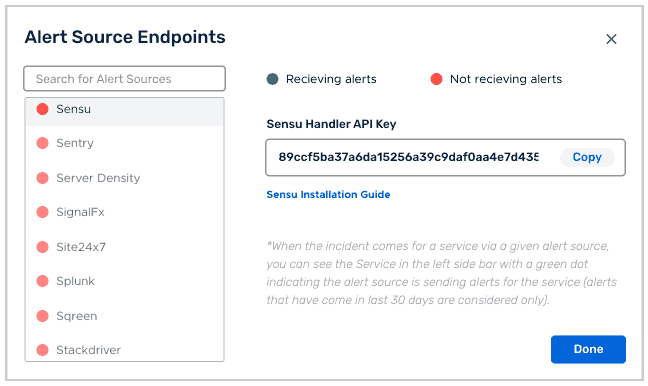 Alert Source Endpoints
Search for Alert Sources
Recieving alerts
Not recieving alerts
Sensu
Sentry
Server Density
SignalFx
Site24x7
Splunk
Sqreen
Stackdriver
Sensu Handler API Key
89ccf5ba37a6da15256a39c9daf0aa4e7d435
Copy
Sensu Installation Guide
*When the incident comes for a service via a given alert source,
you can see the Service in the left side bar with a green dot
indicating the alert source is sending alerts for the service (alerts
that have come in last 30 days are considered only).
Done